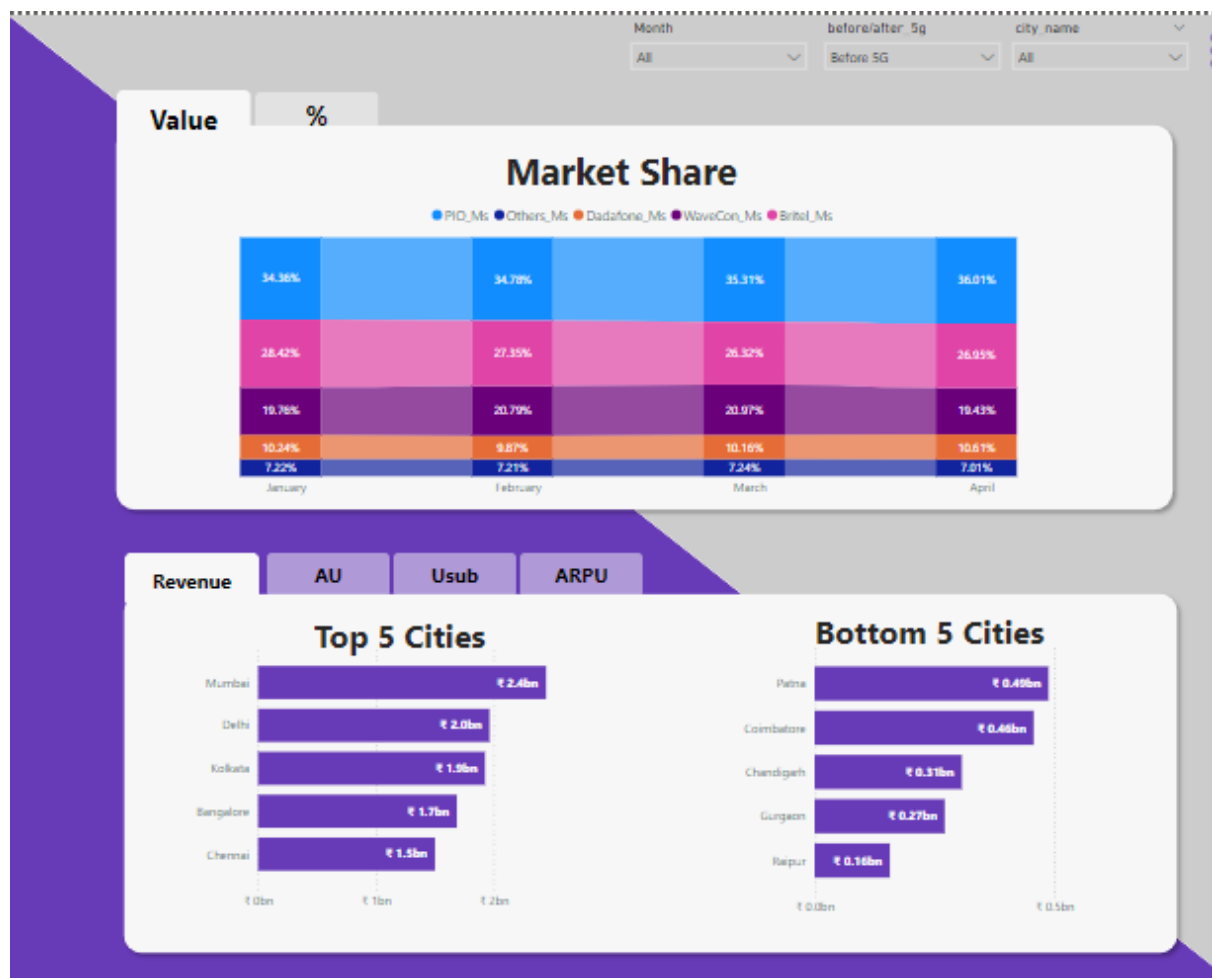 Month before/after_5g city_name
All Before 5G All
Value %
Market Share
PIO_Ms Others_Ms Dadafone_Ms WaveCon_Ms Britel_Ms
34.36% 34.78% 35.31% 36.01%
28.42% 27.35% 26.32% 26.95%
19.76% 20.79% 20.97% 19.43%
10.24% 9.87% 10.16% 10.61%
7.22% 7.21% 7.24% 7.01%
January February March April
Revenue AU Usub ARPU
Top 5 Cities
Mumbai ₹ 2.4bn
Delhi ₹ 2.0bn
Kolkata ₹ 1.9bn
Bangalore ₹ 1.7bn
Chennai ₹ 1.5bn
₹ 0bn ₹ 1bn ₹ 2bn
Bottom 5 Cities
Patna ₹ 0.49bn
Coimbatore ₹ 0.46bn
Chandigarh ₹ 0.31bn
Gurgaon ₹ 0.27bn
Raipur ₹ 0.16bn
₹ 0.0bn ₹ 0.5bn